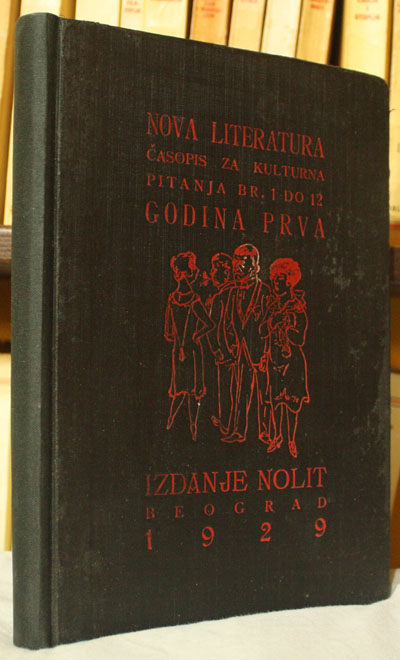 NOVA LITERATURA
ČASOPIS ZA KULTURNA
PITANJA BR. 1 DO 12
GODINA PRVA
IZDANJE NOLIT
BEOGRAD
1929